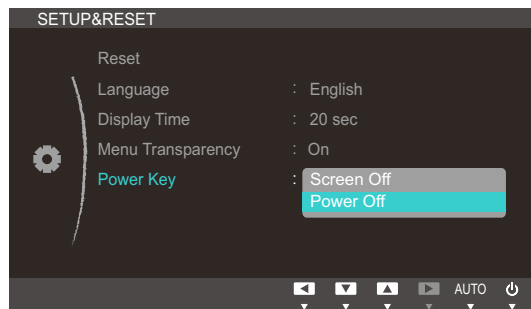 SETUP&RESET
Reset
Language : English
Display Time : 20 sec
Menu Transparency : On
Power Key : Screen Off
Power Off
AUTO